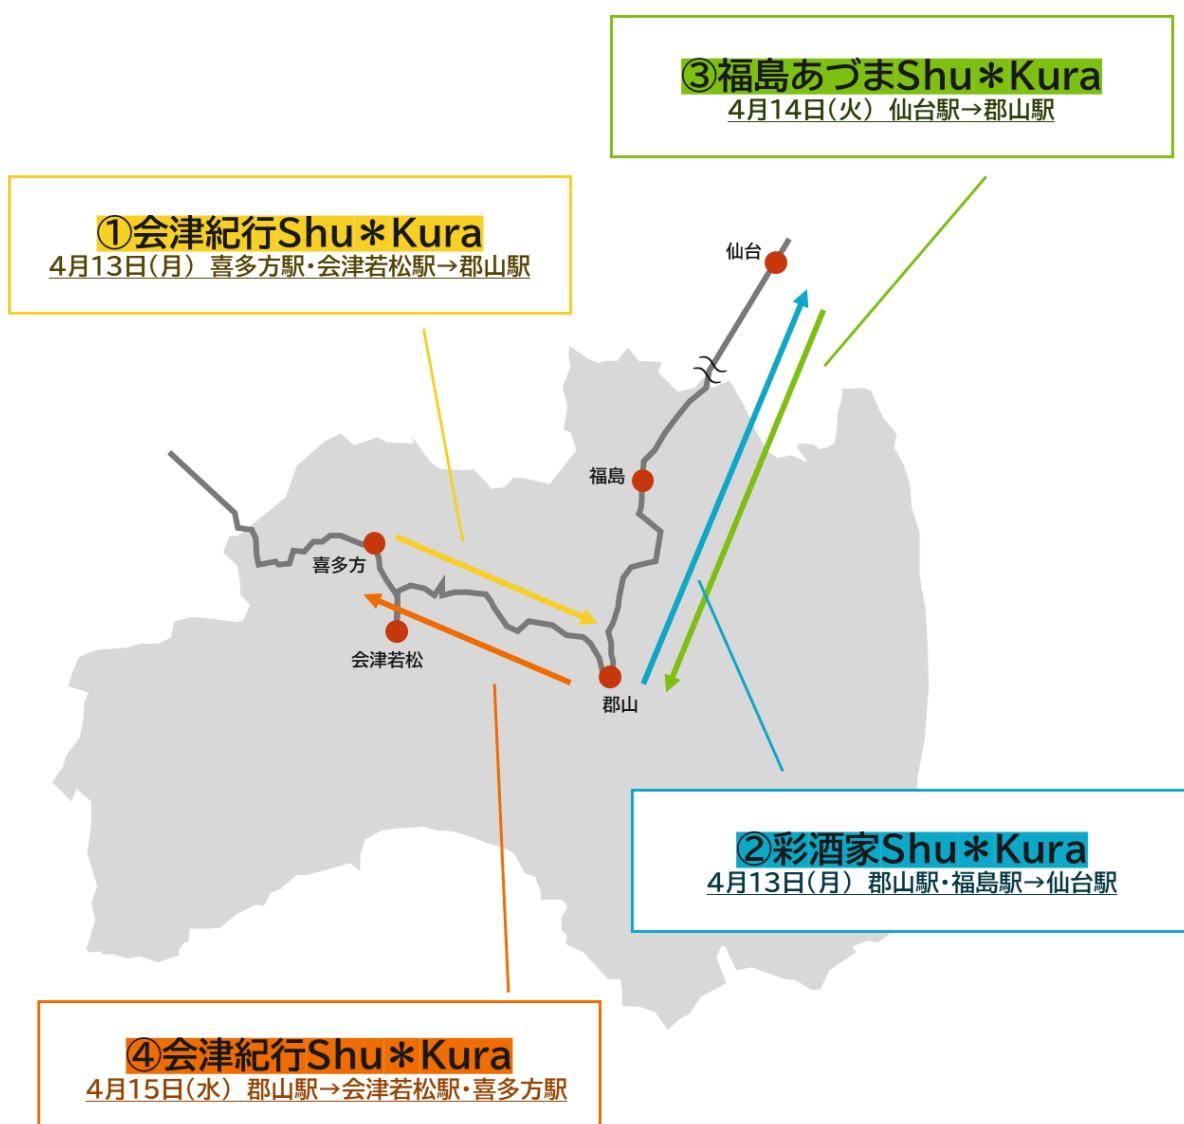 ③福島あづまShu＊Kura
4月14日（火） 仙台駅→郡山駅
①会津紀行Shu＊Kura
4月13日（月） 喜多方駅・会津若松駅→郡山駅
仙台
福島
喜多方
会津若松
郡山
②彩酒家Shu＊Kura
4月13日（月） 郡山駅・福島駅→仙台駅
④会津紀行Shu＊Kura
4月15日（水） 郡山駅→会津若松駅・喜多方駅